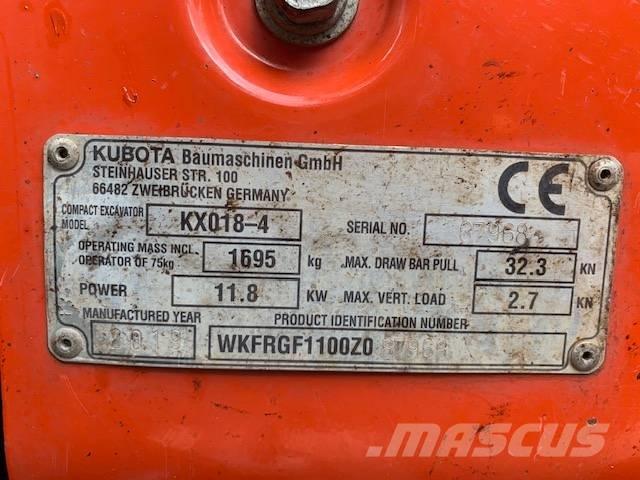 KUBOTA Baumaschinen GmbH
STEINHAUSER STR. 100
66482 ZWEIBRÜCKEN GERMANY
CE
COMPACT EXCAVATOR MODEL KX018-4 SERIAL NO.
OPERATING MASS INCL. OPERATOR OF 75kg 1695 kg MAX. DRAW BAR PULL 32.3 KN
POWER 11.8 KW MAX. VERT. LOAD 2.7 KN
MANUFACTURED YEAR PRODUCT IDENTIFICATION NUMBER
WKFRGF1100Z0
MASCUS